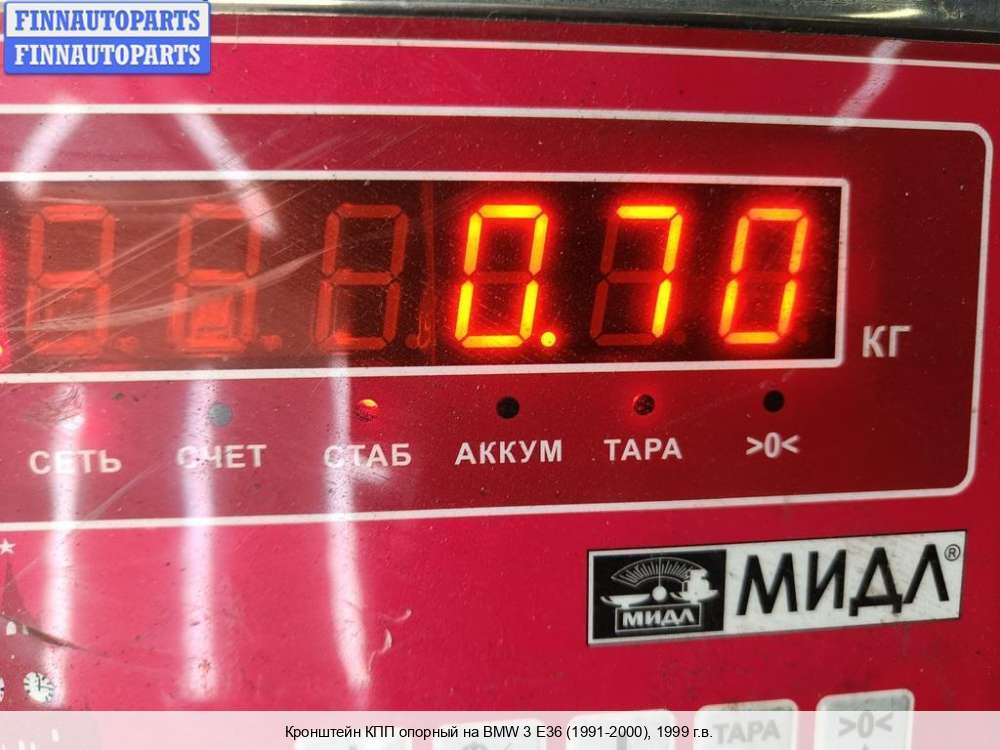 FINNAUTOPARTS
FINNAUTOPARTS
0.70
КГ
СЕТЬ СЧЕТ СТАБ АККУМ ТАРА >0<
МИДЛ МИДЛ®
ТАРА >0<
Кронштейн КПП опорный на BMW 3 E36 (1991-2000), 1999 г.в.